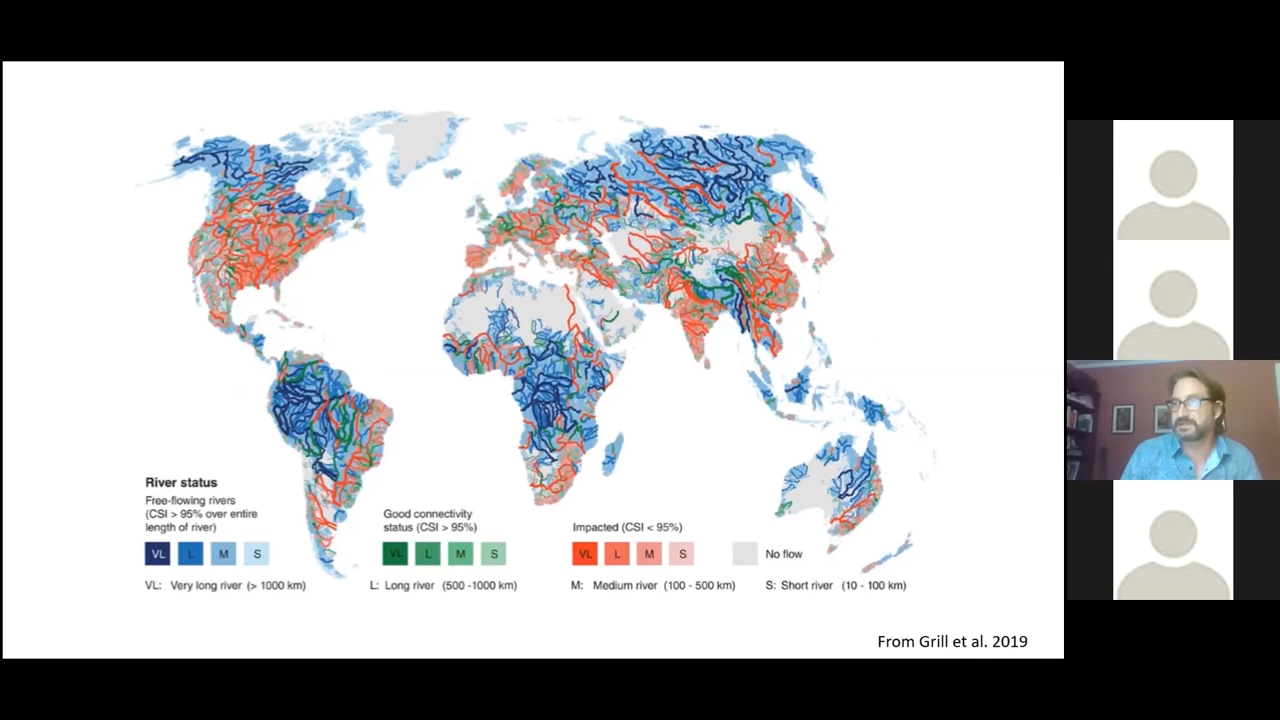 River status
Free-flowing rivers
(CSI > 95% over entire
length of river)
VL L M S
Good connectivity
status (CSI > 95%)
VL L M S
Impacted (CSI < 95%)
VL L M S
No flow
VL: Very long river (> 1000 km)
L: Long river (500 -1000 km)
M: Medium river (100 - 500 km)
S: Short river (10 - 100 km)
From Grill et al. 2019